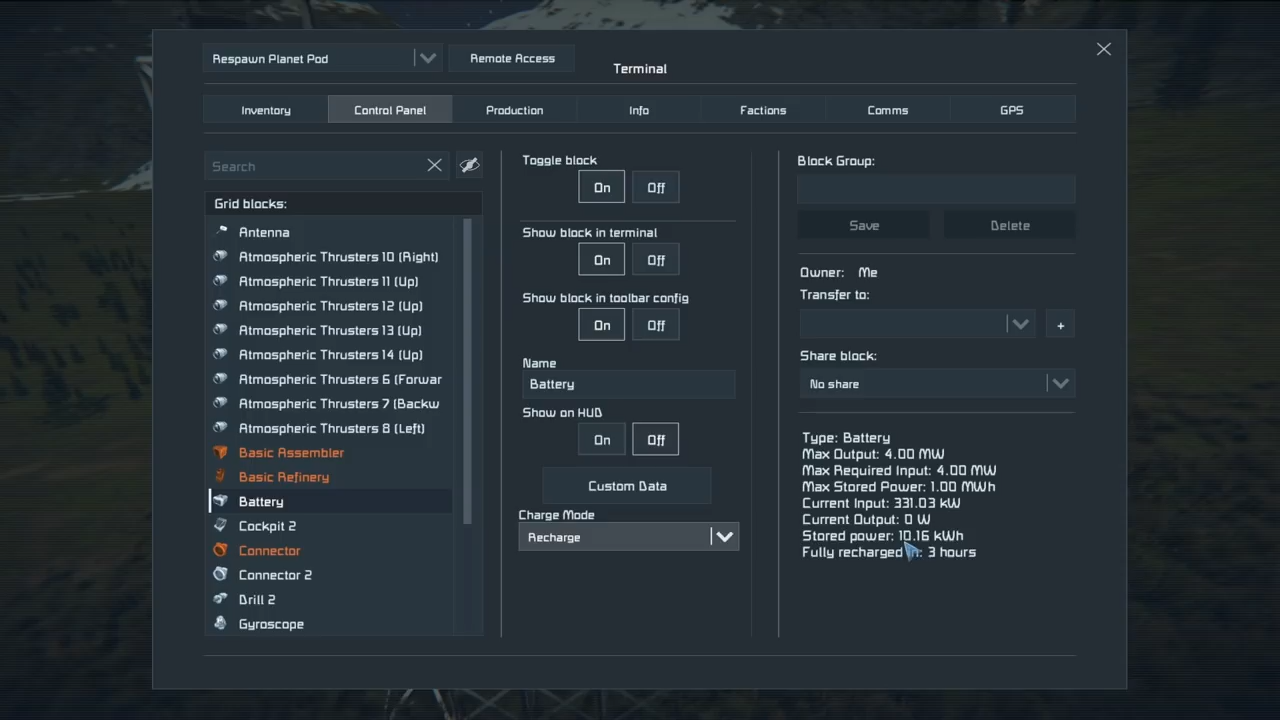 Respawn Planet Pod
Remote Access
Terminal
Inventory
Control Panel
Production
Info
Factions
Comms
GPS
Search
Grid blocks:
Antenna
Atmospheric Thrusters 10 (Right)
Atmospheric Thrusters 11 (Up)
Atmospheric Thrusters 12 (Up)
Atmospheric Thrusters 13 (Up)
Atmospheric Thrusters 14 (Up)
Atmospheric Thrusters 6 (Forwar
Atmospheric Thrusters 7 (Backw
Atmospheric Thrusters 8 (Left)
Basic Assembler
Basic Refinery
Battery
Cockpit 2
Connector
Connector 2
Drill 2
Gyroscope
Toggle block
On Off
Show block in terminal
On Off
Show block in toolbar config
On Off
Name
Battery
Show on HUD
On Off
Custom Data
Charge Mode
Recharge
Block Group:
Save Delete
Owner: Me
Transfer to:
+
Share block:
No share
Type: Battery
Max Output: 4.00 MW
Max Required Input: 4.00 MW
Max Stored Power: 1.00 MWh
Current Input: 331.03 kW
Current Output: 0 W
Stored power: 10.16 kWh
Fully recharged in: 3 hours